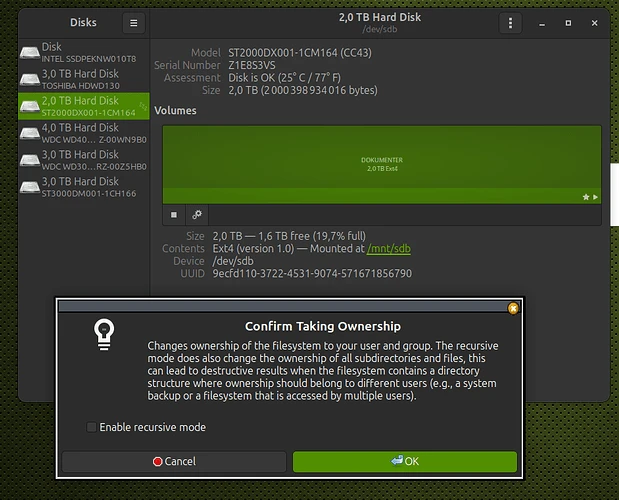 Disks
2,0 TB Hard Disk
/dev/sdb
Disk
INTEL SSDPEKNW010T8
3,0 TB Hard Disk
TOSHIBA HDWD130
2,0 TB Hard Disk
ST2000DX001-1CM164
4,0 TB Hard Disk
WDC WD40... Z-00WN9B0
3,0 TB Hard Disk
WDC WD30...RZ-00Z5HB0
3,0 TB Hard Disk
ST3000DM001-1CH166
Model ST2000DX001-1CM164 (CC43)
Serial Number Z1E8S3VS
Assessment Disk is OK (25° C / 77° F)
Size 2,0 TB (2 000 398 934 016 bytes)
Volumes
DOKUMENTER
2,0 TB Ext4
Size 2,0 TB — 1,6 TB free (19,7% full)
Contents Ext4 (version 1.0) — Mounted at /mnt/sdb
Device /dev/sdb
UUID 9ecfd110-3722-4531-9074-571671856790
Confirm Taking Ownership
Changes ownership of the filesystem to your user and group. The recursive
mode does also change the ownership of all subdirectories and files, this
can lead to destructive results when the filesystem contains a directory
structure where ownership should belong to different users (e.g., a system
backup or a filesystem that is accessed by multiple users).
Enable recursive mode
Cancel
OK